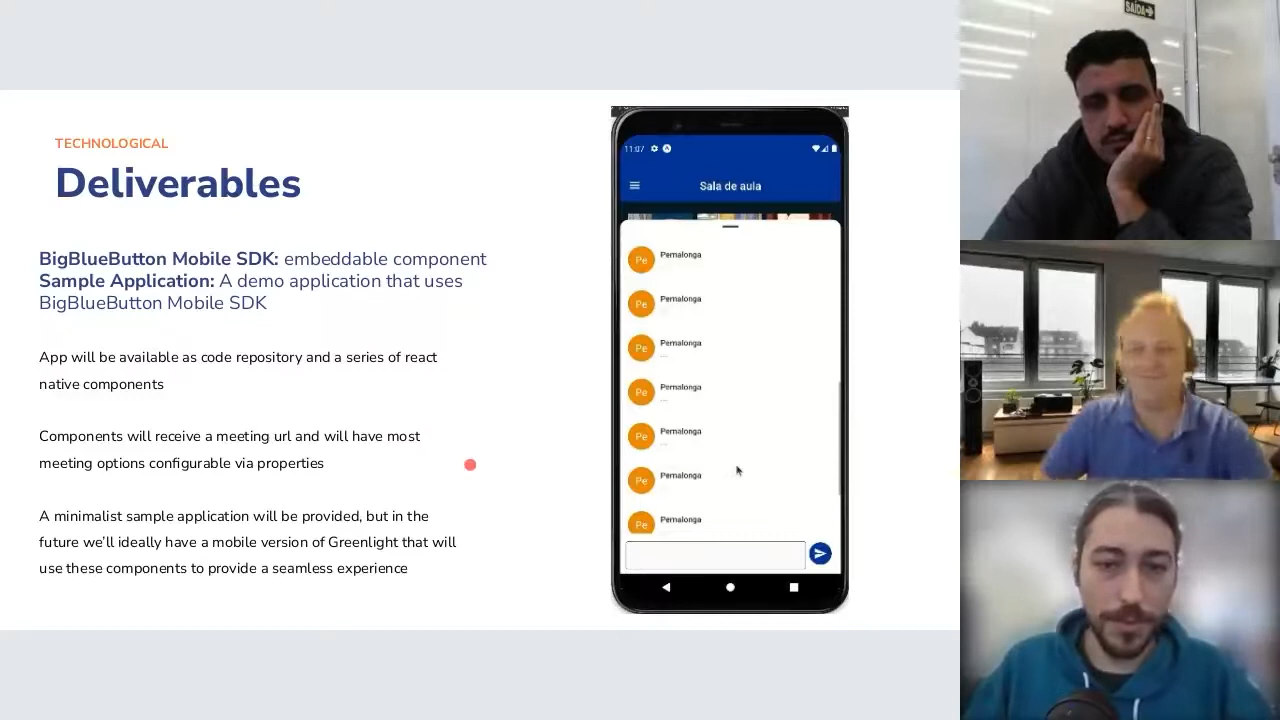 TECHNOLOGICAL
Deliverables
BigBlueButton Mobile SDK: embeddable component
Sample Application: A demo application that uses
BigBlueButton Mobile SDK
App will be available as code repository and a series of react
native components
Components will receive a meeting url and will have most
meeting options configurable via properties
A minimalist sample application will be provided, but in the
future we'll ideally have a mobile version of Greenlight that will
use these components to provide a seamless experience
11:07
Sala de aula
Pe Pernalonga
Pe Pernalonga
Pe Pernalonga
Pe Pernalonga
Pe Pernalonga
Pe Pernalonga
Pe Pernalonga
SAÍDA